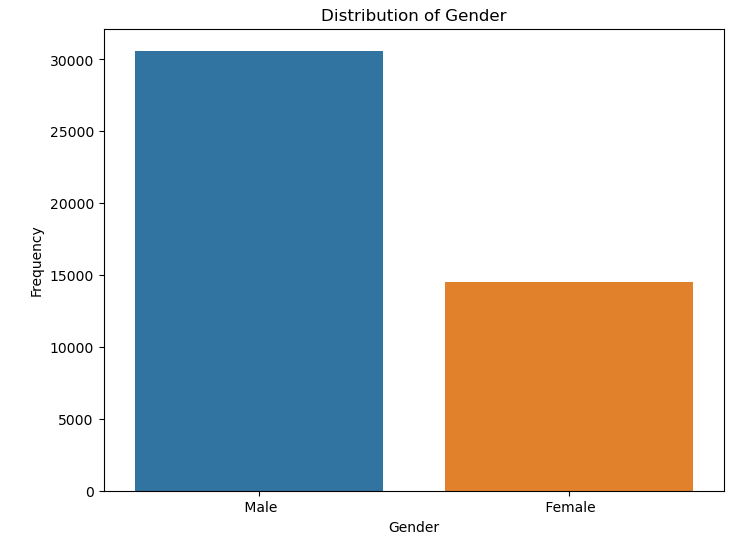 Distribution of Gender
30000
25000
20000
15000
10000
5000
0
Frequency
Male
Female
Gender